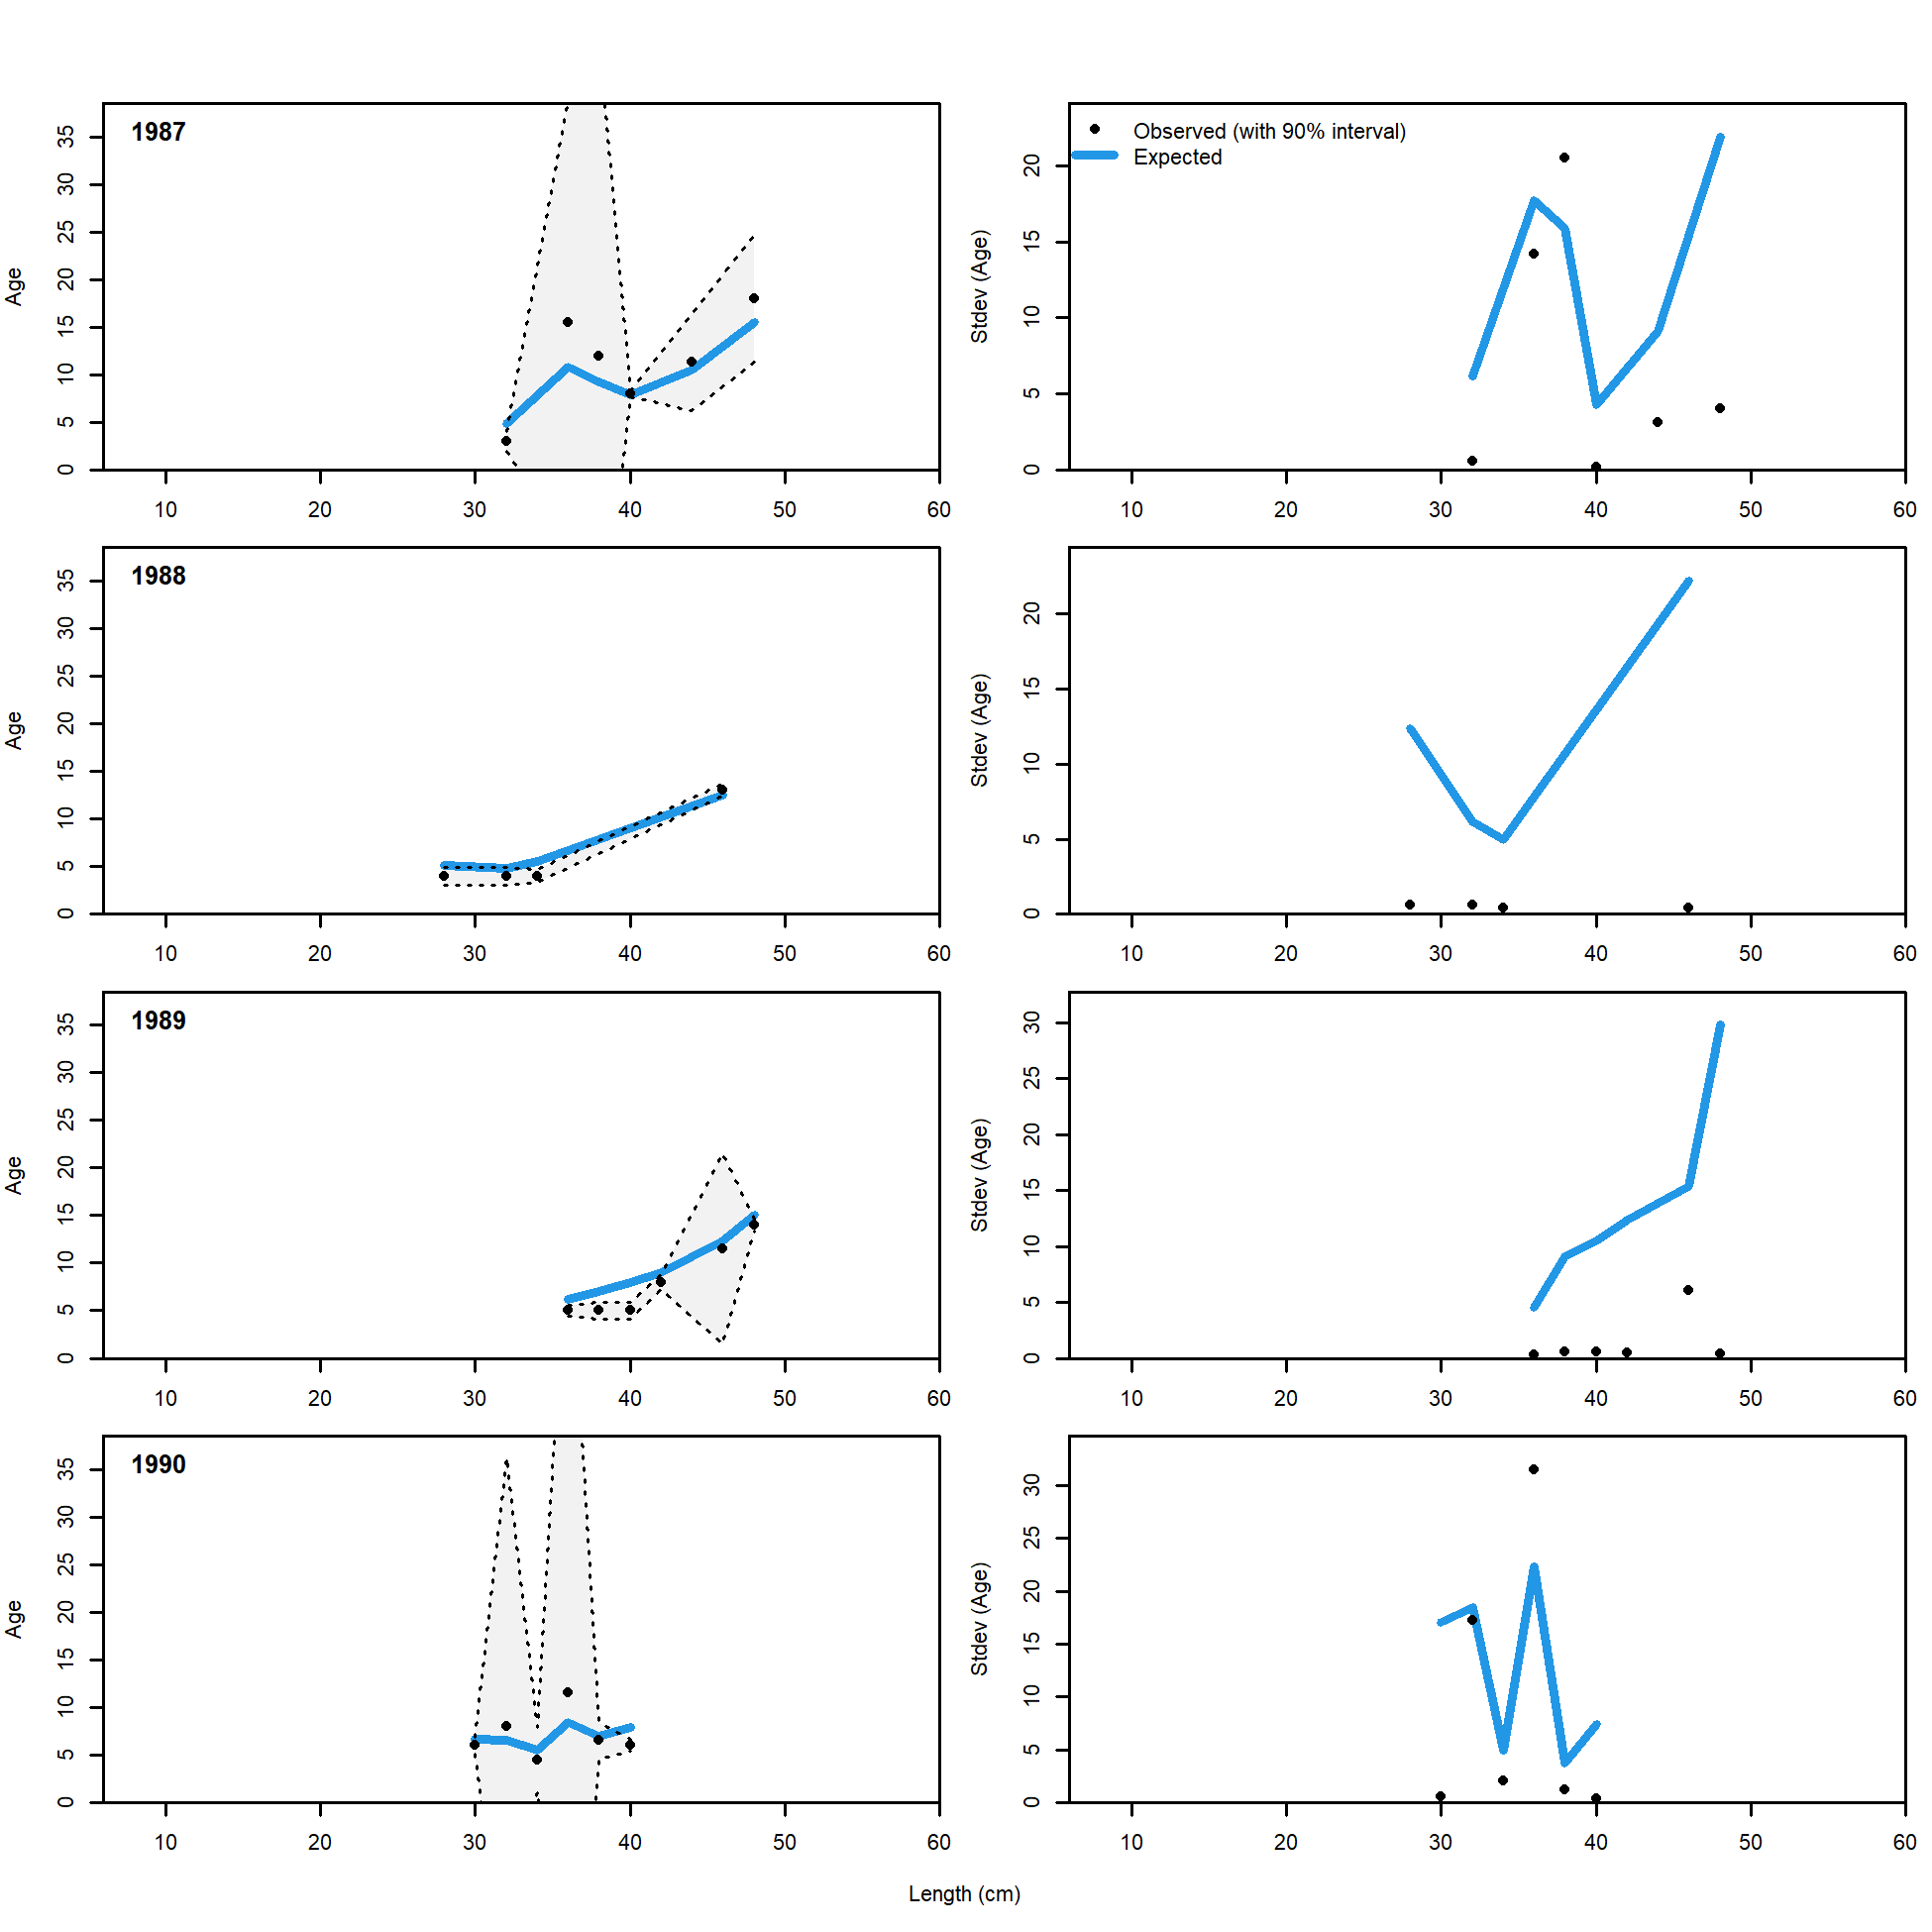 1987
Observed (with 90% interval)
Expected
Age
0 5 10 15 20 25 30 35
10 20 30 40 50 60
Stdev (Age)
0 5 10 15 20
10 20 30 40 50 60
1988
Age
0 5 10 15 20 25 30 35
10 20 30 40 50 60
Stdev (Age)
0 5 10 15 20
10 20 30 40 50 60
1989
Age
0 5 10 15 20 25 30 35
10 20 30 40 50 60
Stdev (Age)
0 5 10 15 20 25 30
10 20 30 40 50 60
1990
Age
0 5 10 15 20 25 30 35
10 20 30 40 50 60
Stdev (Age)
0 5 10 15 20 25 30
10 20 30 40 50 60
Length (cm)